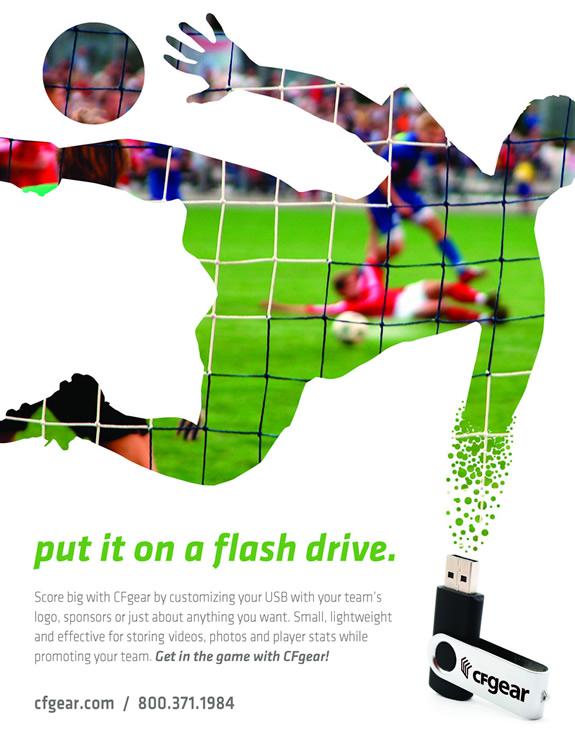 put it on a flash drive.
Score big with CFgear by customizing your USB with your team's
logo, sponsors or just about anything you want. Small, lightweight
and effective for storing videos, photos and player stats while
promoting your team. Get in the game with CFgear!
cfgear.com / 800.371.1984
CFgear